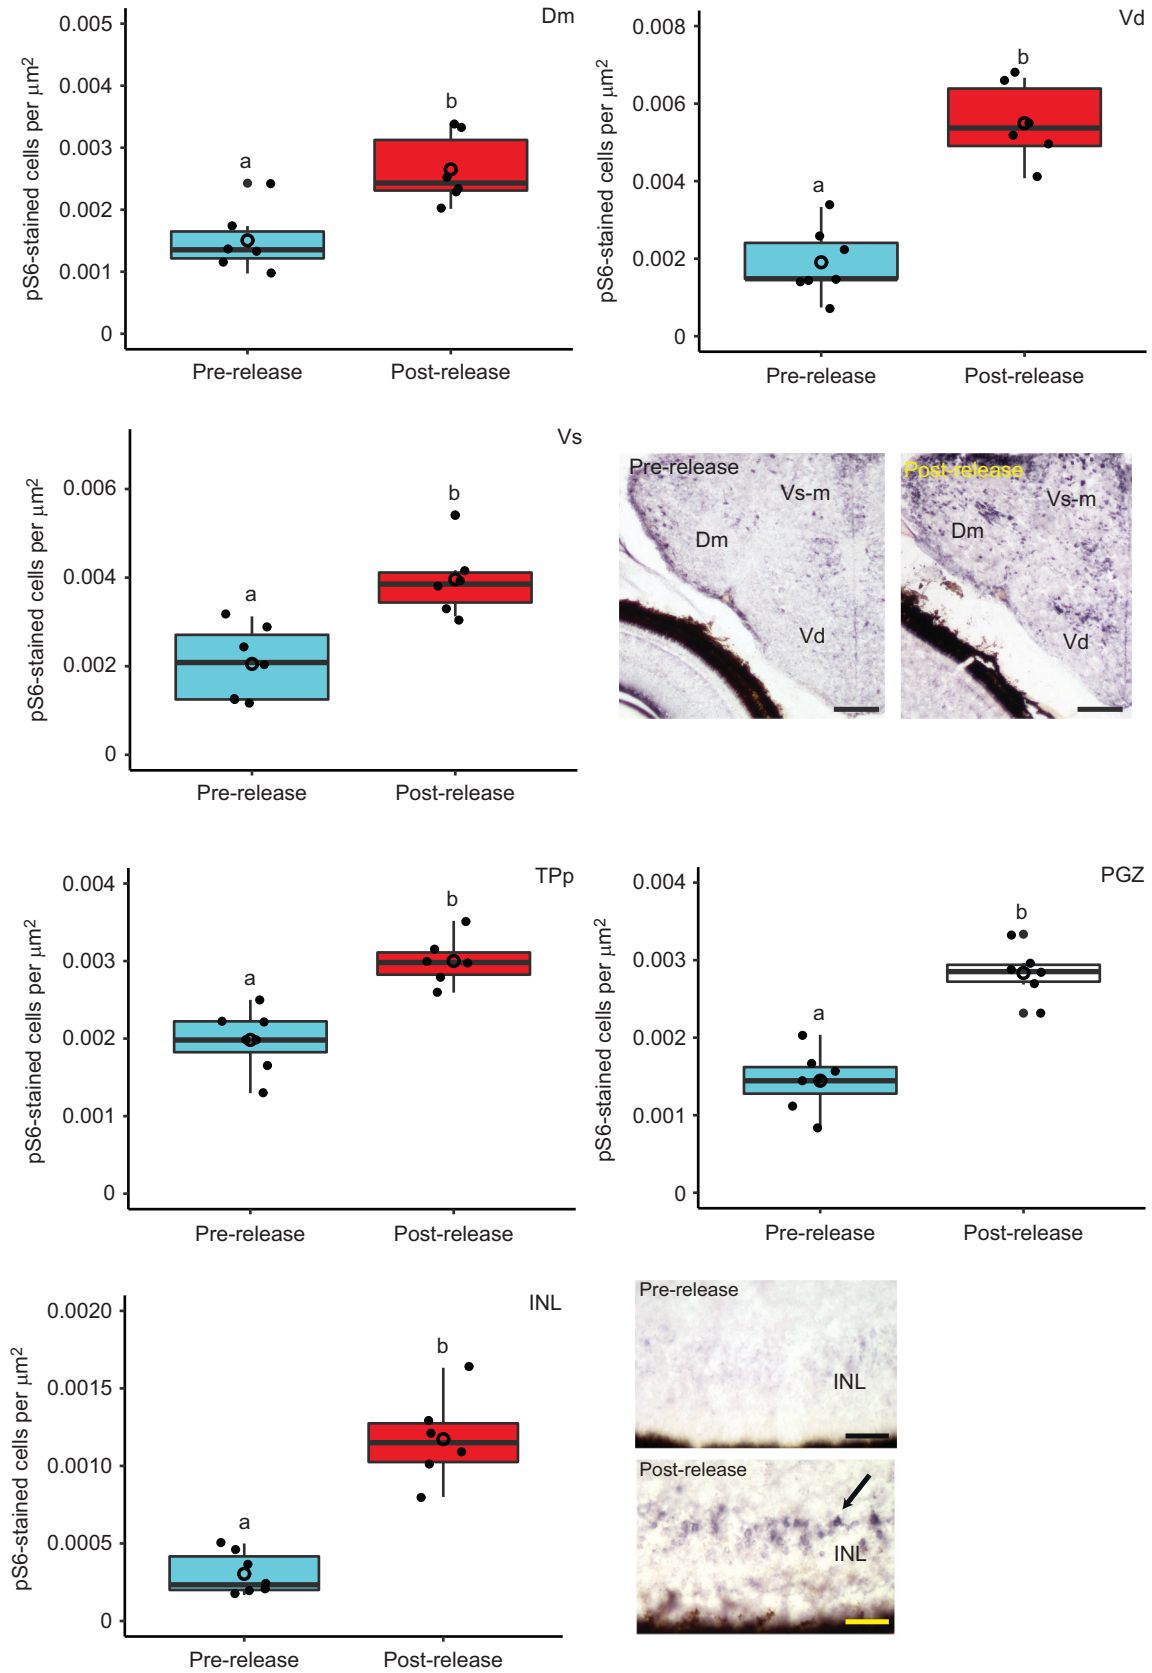 Dm
pS6-stained cells per μm2
0.005
0.004
0.003
0.002
0.001
0
a
b
Pre-release
Post-release
Vd
pS6-stained cells per μm2
0.008
0.006
0.004
0.002
0
a
b
Pre-release
Post-release
Vs
pS6-stained cells per μm2
0.006
0.004
0.002
0
a
b
Pre-release
Post-release
Pre-release
Vs-m
Dm
Vd
Post-release
Vs-m
Dm
Vd
TPp
pS6-stained cells per μm2
0.004
0.003
0.002
0.001
0
a
b
Pre-release
Post-release
PGZ
pS6-stained cells per μm2
0.004
0.003
0.002
0.001
0
a
b
Pre-release
Post-release
INL
pS6-stained cells per μm2
0.0020
0.0015
0.0010
0.0005
0
a
b
Pre-release
Post-release
Pre-release
INL
Post-release
INL